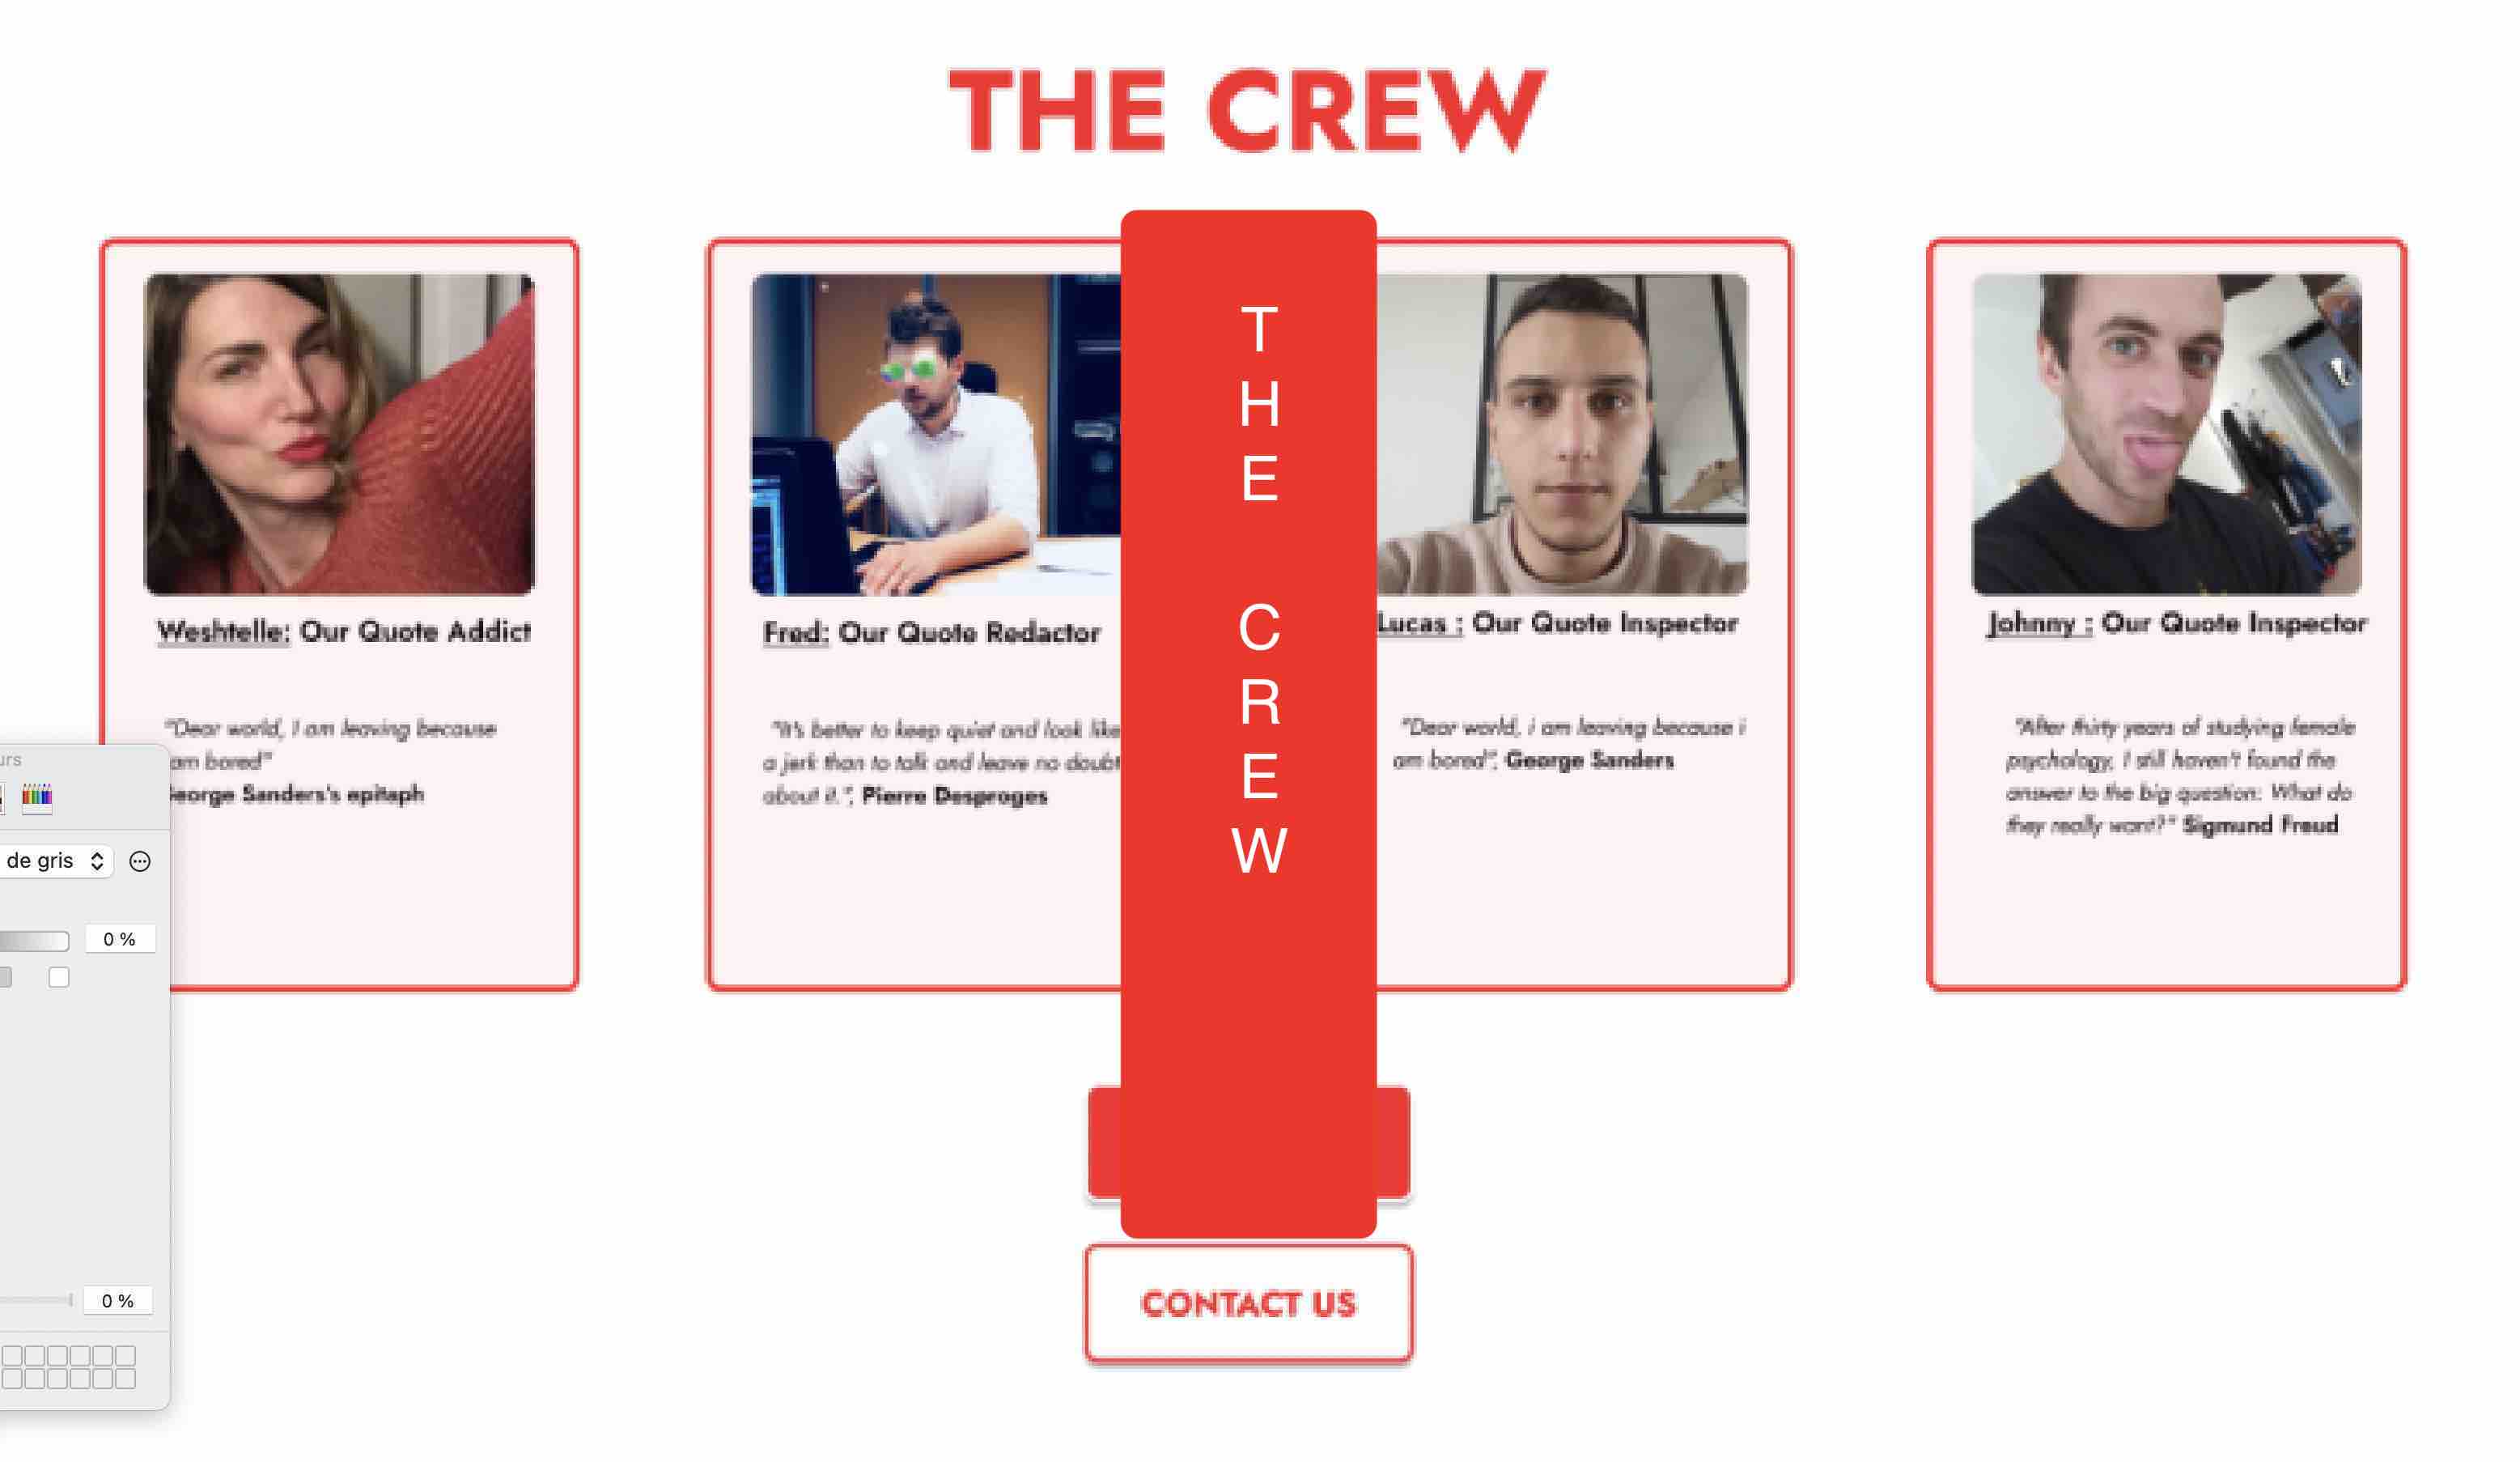 THE CREW
T
H
E
C
R
E
W
Weshtelle: Our Quote Addict
"Dear world, I am leaving because
am bored"
George Sanders's epitaph
Fred: Our Quote Redactor
"It's better to keep quiet and look like
a jerk than to talk and leave no doubt
about it.", Pierre Desproges
Lucas : Our Quote Inspector
"Dear world, i am leaving because i
am bored", George Sanders
Johnny : Our Quote Inspector
"After thirty years of studying female
psychology, I still haven't found the
answer to the big question: What do
they really want?" Sigmund Freud
urs
de gris
0 %
0 %
CONTACT US